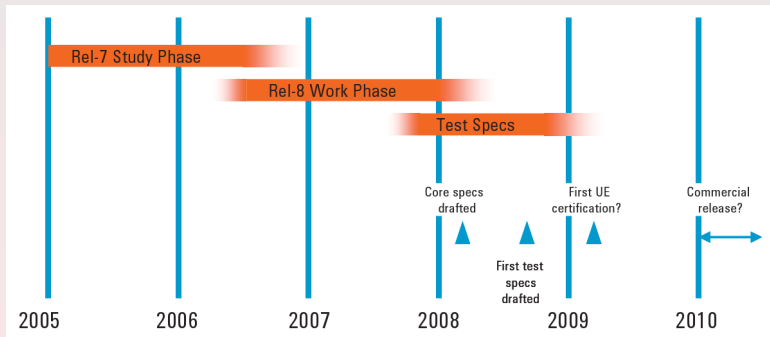 Rel-7 Study Phase
Rel-8 Work Phase
Test Specs
Core specs
drafted
First UE
certification?
Commercial
release?
First test
specs
drafted
2005 2006 2007 2008 2009 2010